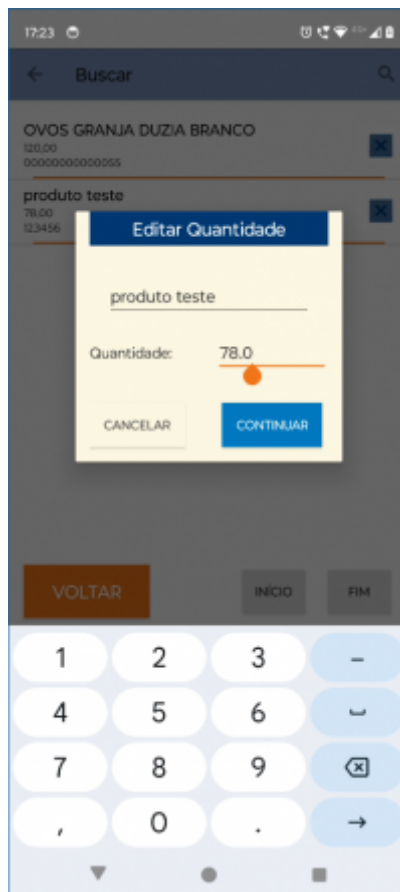 17:23
Buscar
OVOS GRANJA DUZIA BRANCO
120,00
00000000000055
produto teste
78,00
123456
Editar Quantidade
produto teste
Quantidade: 78.0
CANCELAR CONTINUAR
VOLTAR INÍCIO FIM
1 2 3 –
4 5 6
7 8 9
, 0 .